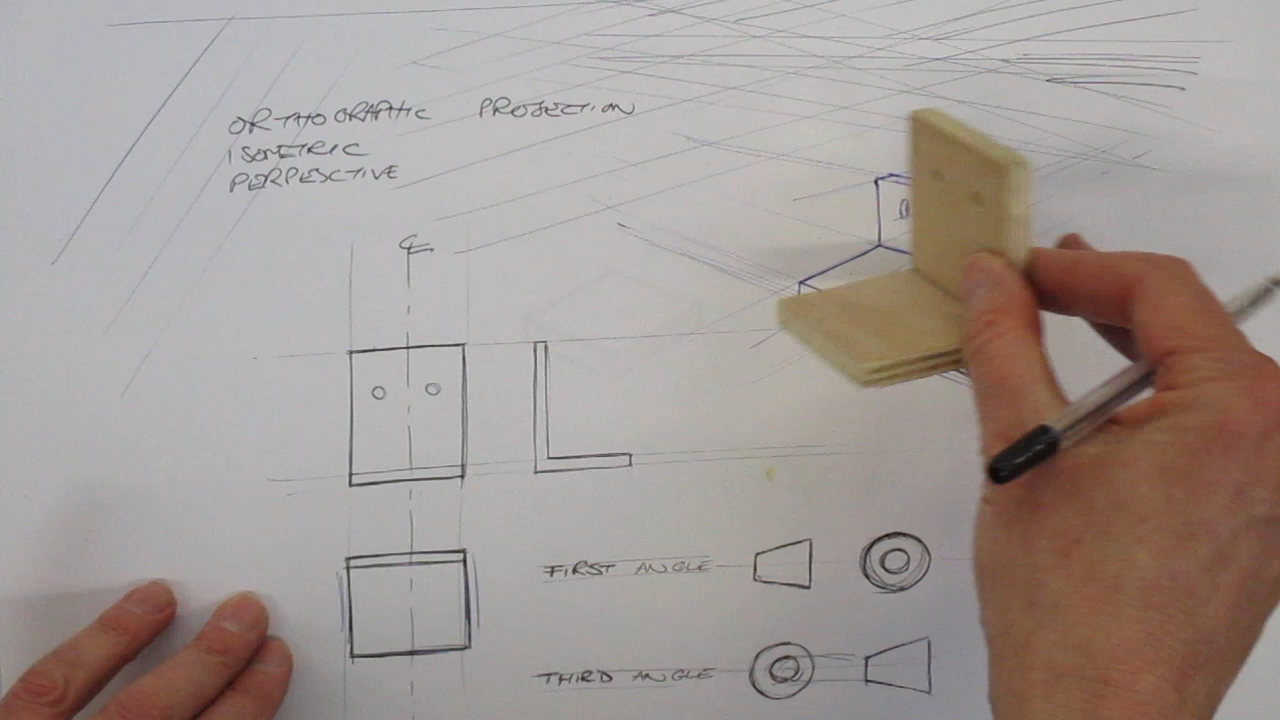 ORTHOGRAPHIC PROJECTION
ISOMETRIC
PERPESCTIVE
℄
FIRST ANGLE
THIRD ANGLE